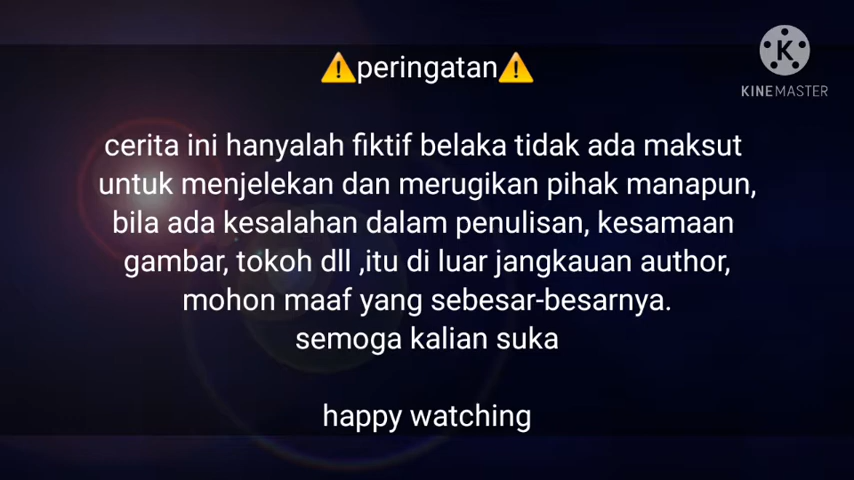 ⚠️peringatan⚠️
KINEMASTER
cerita ini hanyalah fiktif belaka tidak ada maksut
untuk menjelekan dan merugikan pihak manapun,
bila ada kesalahan dalam penulisan, kesamaan
gambar, tokoh dll ,itu di luar jangkauan author,
mohon maaf yang sebesar-besarnya.
semoga kalian suka
happy watching